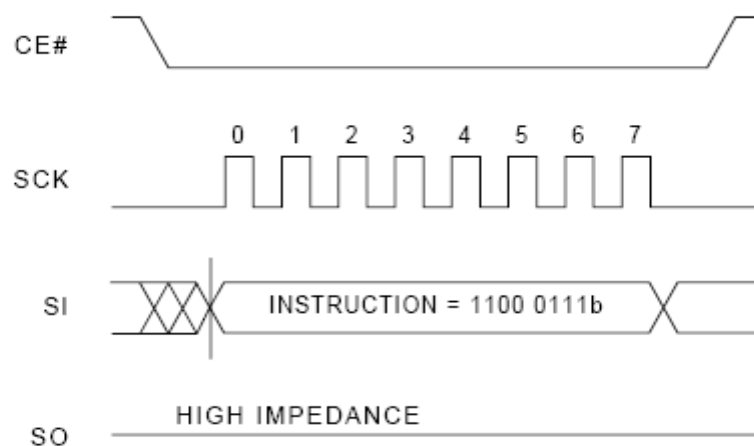 CE#
0 1 2 3 4 5 6 7
SCK
SI INSTRUCTION = 1100 0111b
HIGH IMPEDANCE
SO